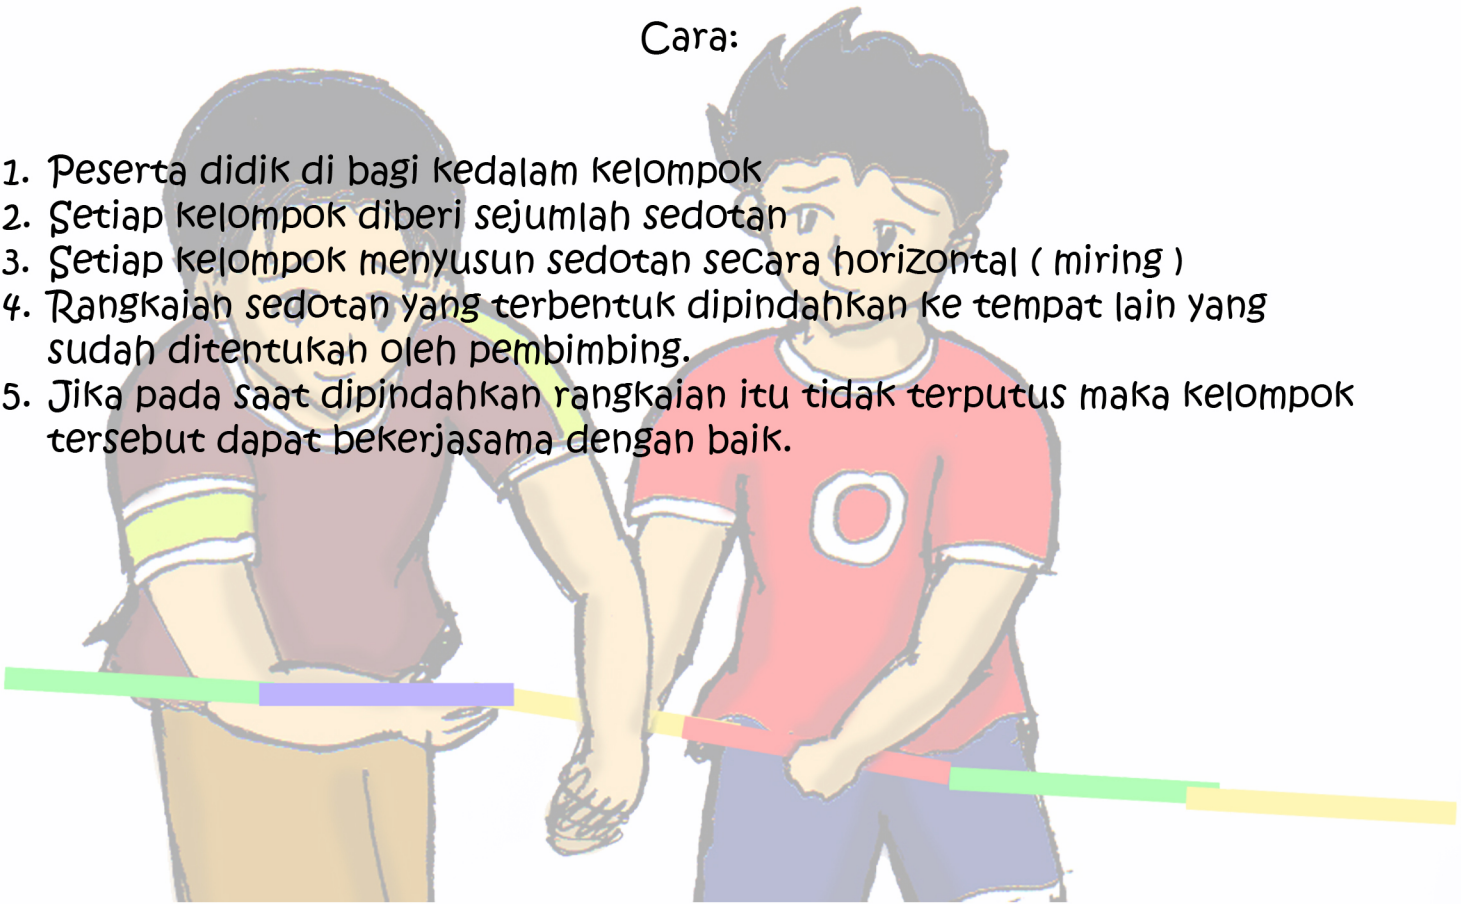 Cara:
1. Peserta didik di bagi kedalam kelompok
2. Setiap kelompok diberi sejumlah sedotan
3. Setiap kelompok menyusun sedotan secara horizontal ( miring )
4. Rangkaian sedotan yang terbentuk dipindahkan ke tempat lain yang
sudah ditentukan oleh pembimbing.
5. Jika pada saat dipindahkan rangkaian itu tidak terputus maka kelompok
tersebut dapat bekerjasama dengan baik.